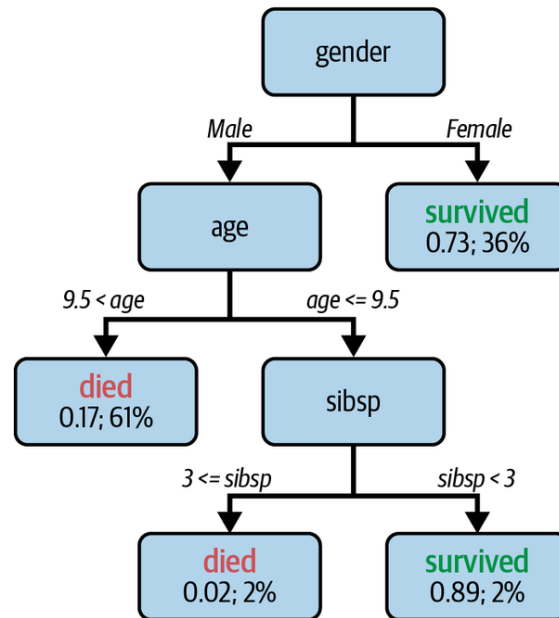 gender
Male
Female
age
survived
0.73; 36%
9.5 < age
age <= 9.5
died
0.17; 61%
sibsp
3 <= sibsp
sibsp < 3
died
0.02; 2%
survived
0.89; 2%